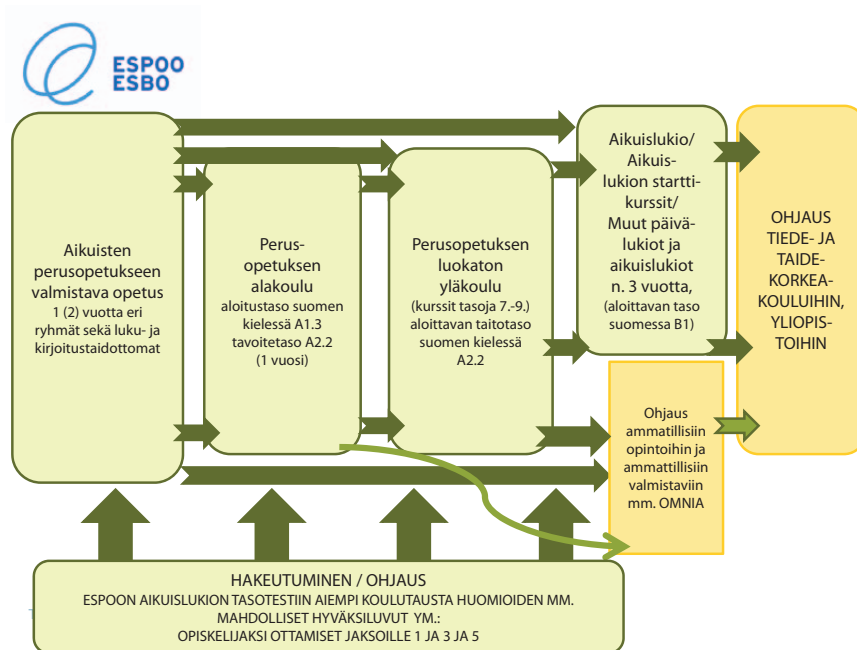 ESPOO
ESBO
Aikuisten
perusopetukseen
valmistava opetus
1 (2) vuotta eri
ryhmät sekä luku- ja
kirjoitustaidottomat
Perus-
opetuksen
alakoulu
aloitustaso suomen
kielessä A1.3
tavoitetaso A2.2
(1 vuosi)
Perusopetuksen
luokaton
yläkoulu
(kurssit tasoja 7.-9.)
aloittavan taitotaso
suomen kielessä
A2.2
Aikuislukio/
Aikuis-
lukion startti-
kurssit/
Muut päivä-
lukiot ja
aikuislukiot
n. 3 vuotta,
(aloittavan taso
suomessa B1)
OHJAUS
TIEDE- JA
TAIDE-
KORKEA-
KOULUIHIN,
YLIOPIS-
TOIHIN
Ohjaus
ammatillisiin
opintoihin ja
ammattillisiin
valmistaviin
mm. OMNIA
HAKEUTUMINEN / OHJAUS
ESPOON AIKUISLUKION TASOTESTIIN AIEMPI KOULUTAUSTA HUOMIOIDEN MM.
MAHDOLLISET HYVÄKSILUVUT YM.:
OPISKELIJAKSI OTTAMISET JAKSOILLE 1 JA 3 JA 5